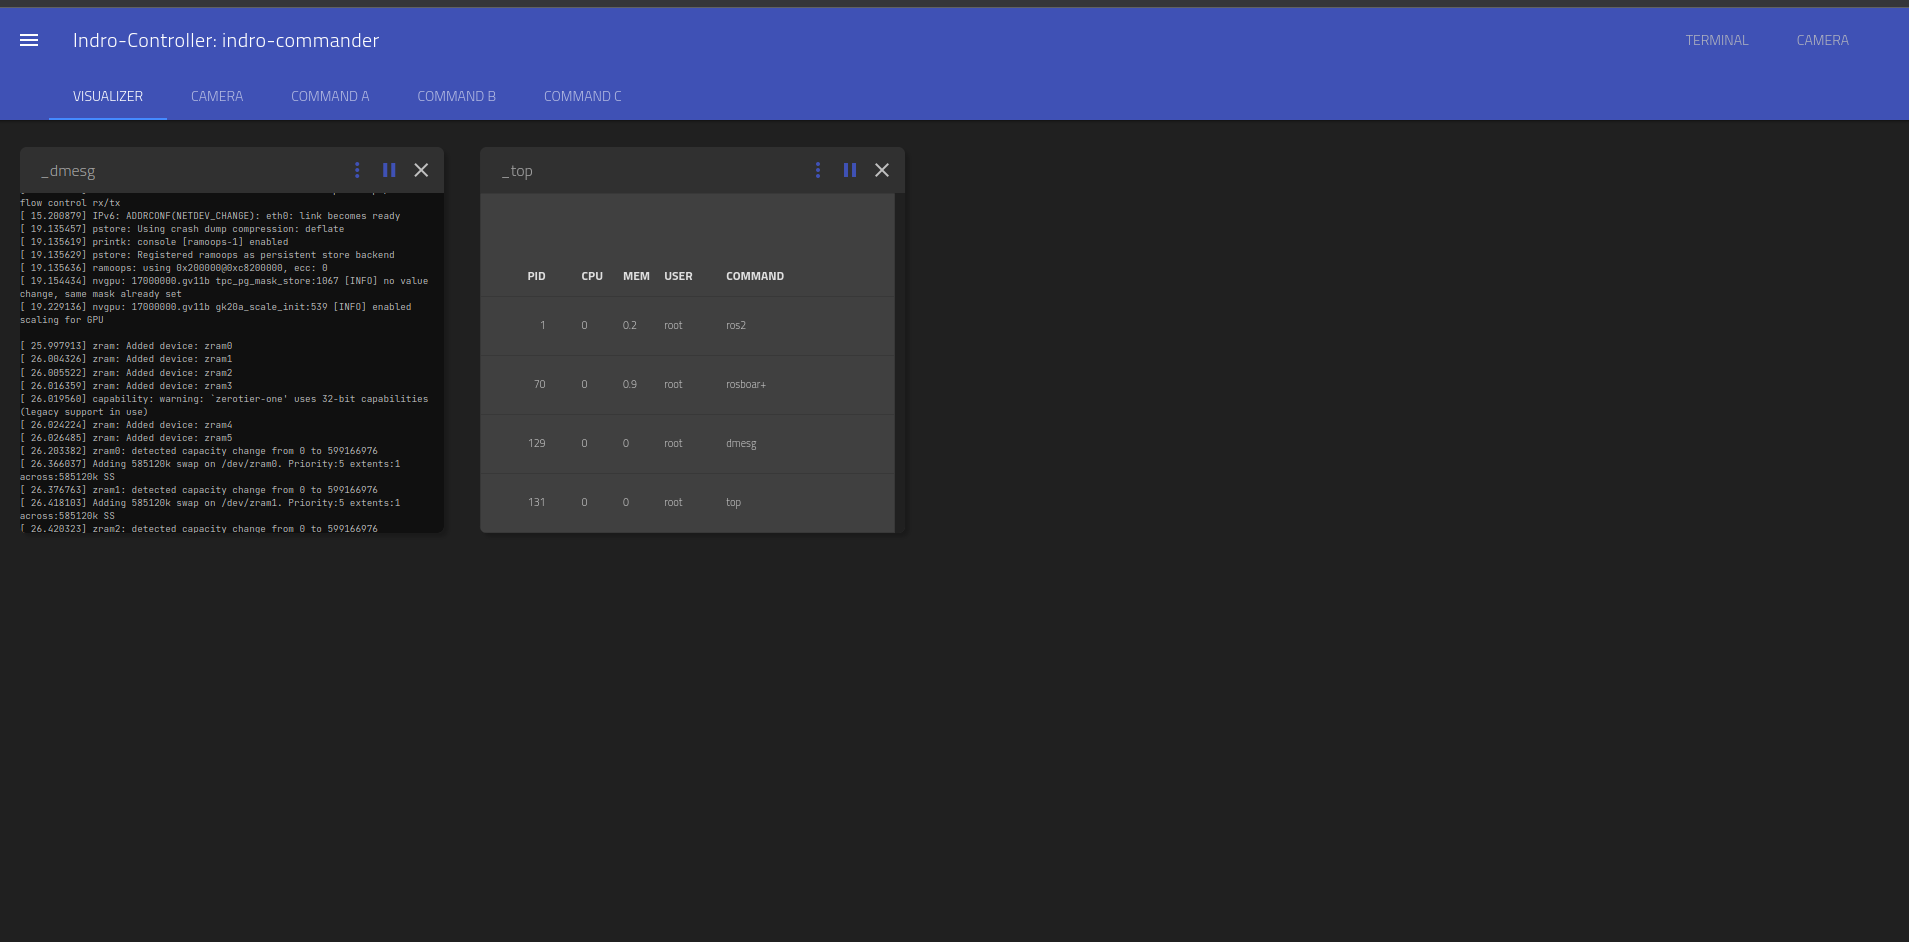 Indro-Controller: indro-commander
TERMINAL CAMERA
VISUALIZER CAMERA COMMAND A COMMAND B COMMAND C
_dmesg
flow control rx/tx
[ 15.200879] IPv6: ADDRCONF(NETDEV_CHANGE): eth0: link becomes ready
[ 19.135457] pstore: Using crash dump compression: deflate
[ 19.135619] printk: console [ramoops-1] enabled
[ 19.135629] pstore: Registered ramoops as persistent store backend
[ 19.135636] ramoops: using 0x200000@0xc8200000, ecc: 0
[ 19.154434] nvgpu: 17000000.gv11b tpc_pg_mask_store:1067 [INFO] no value
change, same mask already set
[ 19.229136] nvgpu: 17000000.gv11b gk20a_scale_init:539 [INFO] enabled
scaling for GPU
[ 25.997913] zram: Added device: zram0
[ 26.004326] zram: Added device: zram1
[ 26.005522] zram: Added device: zram2
[ 26.016359] zram: Added device: zram3
[ 26.019560] capability: warning: `zerotier-one' uses 32-bit capabilities
(legacy support in use)
[ 26.024224] zram: Added device: zram4
[ 26.026485] zram: Added device: zram5
[ 26.203382] zram0: detected capacity change from 0 to 599166976
[ 26.366037] Adding 585120k swap on /dev/zram0. Priority:5 extents:1
across:585120k SS
[ 26.376763] zram1: detected capacity change from 0 to 599166976
[ 26.418103] Adding 585120k swap on /dev/zram1. Priority:5 extents:1
across:585120k SS
[ 26.420323] zram2: detected capacity change from 0 to 599166976
_top
PID CPU MEM USER COMMAND
1 0 0.2 root ros2
70 0 0.9 root rosboar+
129 0 0 root dmesg
131 0 0 root top